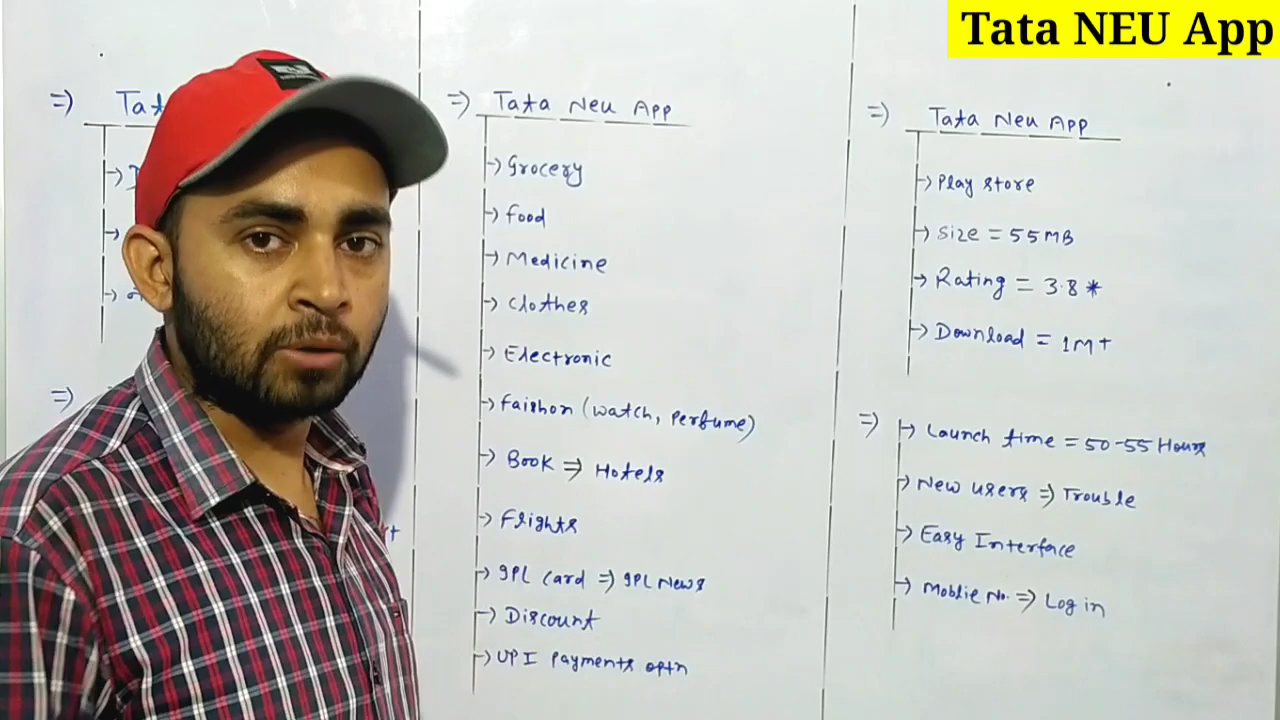 Tata NEU App
=> Tat
=> Tata Neu App
-> Grocery
-> Food
-> Medicine
-> Clothes
-> Electronic
-> Faishon (watch, Perfume)
-> Book => Hotels
-> Flights
-> IPL Card => IPL News
-> Discount
-> UPI Payments optn
=> Tata Neu App
-> Play store
-> Size = 55 MB
-> Rating = 3.8 *
-> Download = 1M+
=> -> Launch time = 50-55 Hours
-> New users => Trouble
-> Easy Interface
-> Moblie No. => Log in